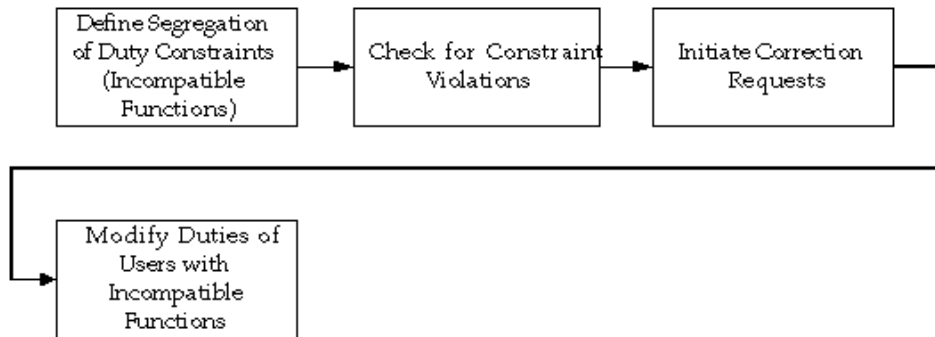 Define Segregation
of Duty Constraints
(Incompatible
Functions)
Check for Constraint
Violations
Initiate Correction
Requests
Modify Duties of
Users with
Incompatible
Functions